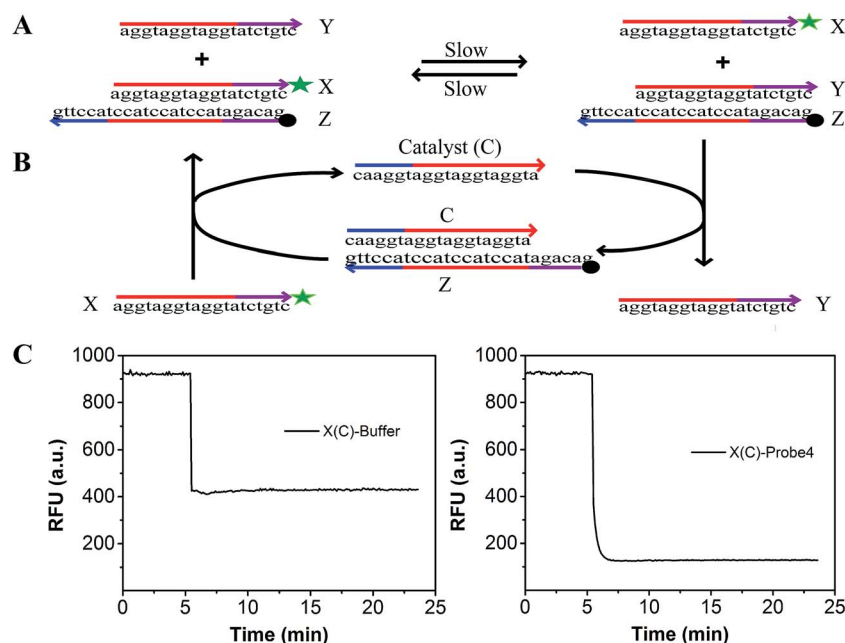 A
aggtaggtaggtatctgtc Y
+
aggtaggtaggtatctgtc X
gttccatccatccatccatagacag Z
Slow
Slow
aggtaggtaggtatctgtc X
+
aggtaggtaggtatctgtc Y
gttccatccatccatccatagacag Z
B
Catalyst (C)
caaggtaggtaggtaggta
C
caaggtaggtaggtaggta
gttccatccatccatccatagacag
Z
X aggtaggtaggtatctgtc
aggtaggtaggtatctgtc Y
C
1000
800
600
400
200
RFU (a.u.)
X(C)-Buffer
0 5 10 15 20 25
Time (min)
1000
800
600
400
200
RFU (a.u.)
X(C)-Probe4
0 5 10 15 20 25
Time (min)